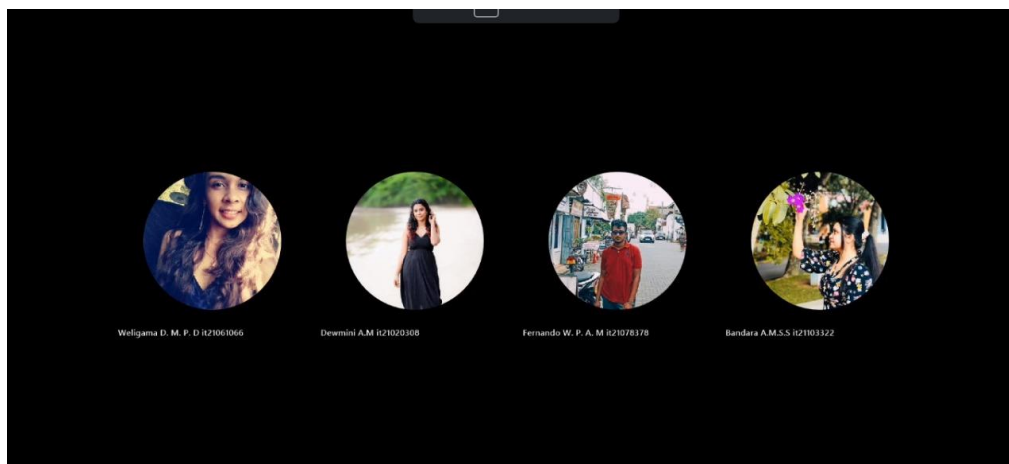 Weligama D. M. P. D it21061066
Dewmini A.M it21020308
Fernando W. P. A. M it21078378
Bandara A.M.S.S it21103322